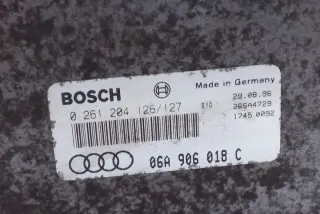 BOSCH
Made in Germany
0 261 204 126/127
20.08.96
26SA4729
1745 0092
06A 906 018 C